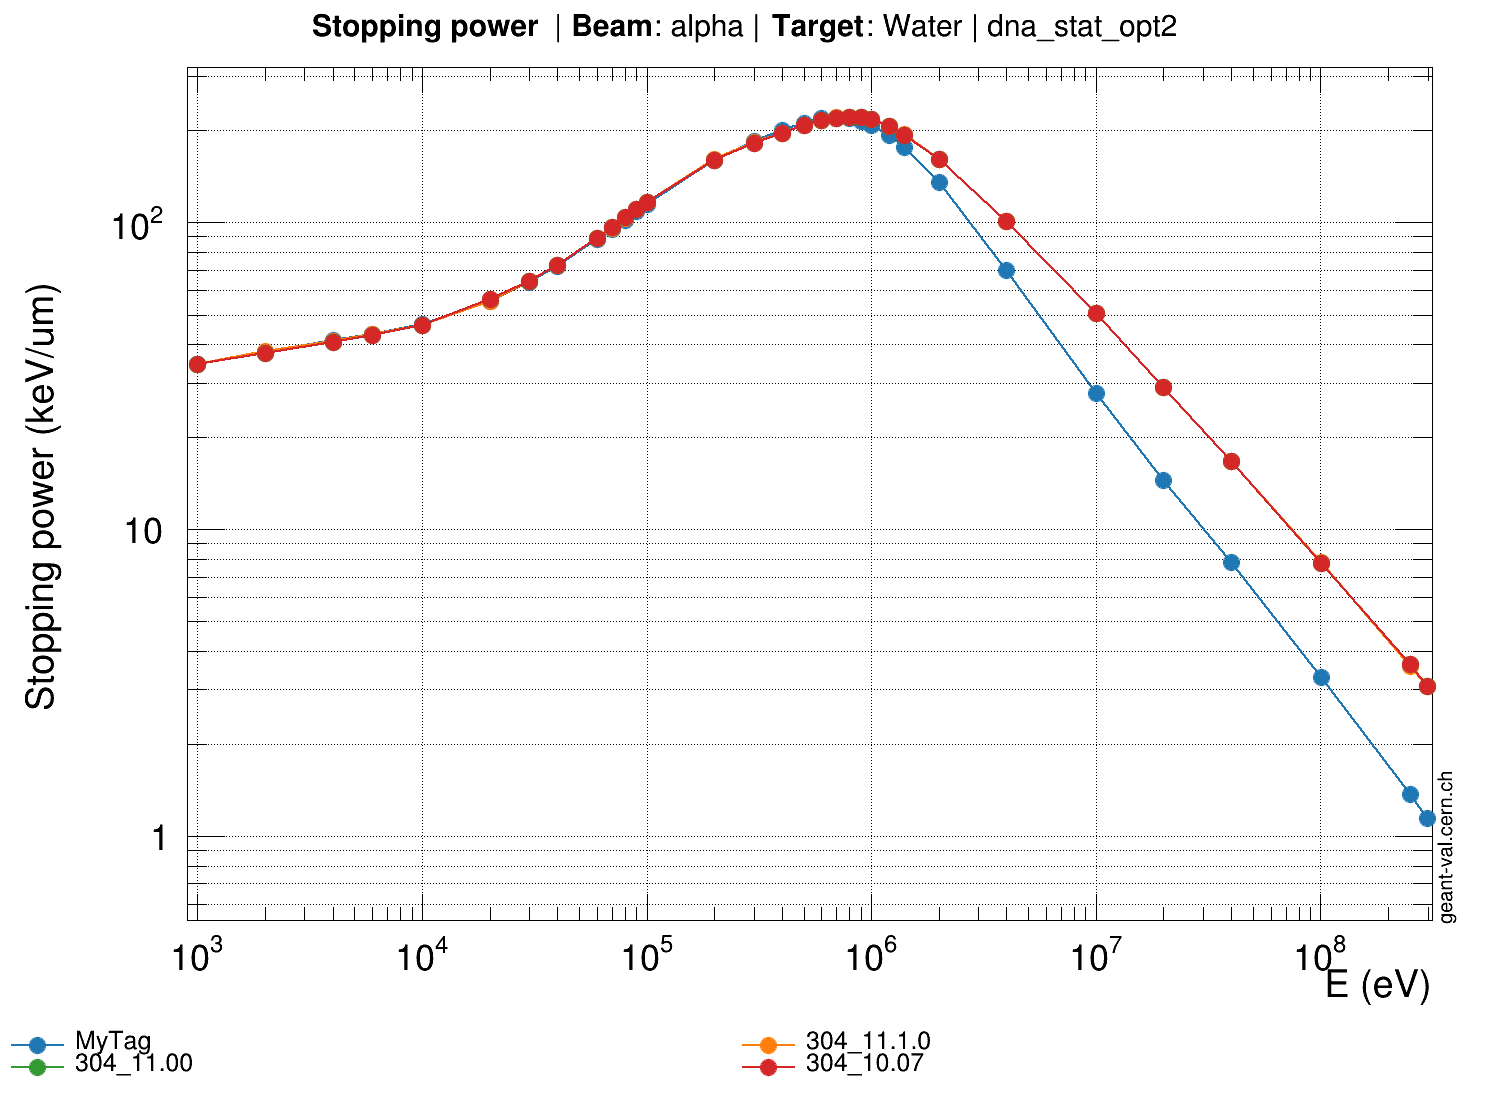 Stopping power | Beam: alpha | Target: Water | dna_stat_opt2
Stopping power (keV/um)
10²
10
1
10³
10⁴
10⁵
10⁶
10⁷
10⁸
E (eV)
geant-val.cern.ch
MyTag
304_11.1.0
304_11.00
304_10.07